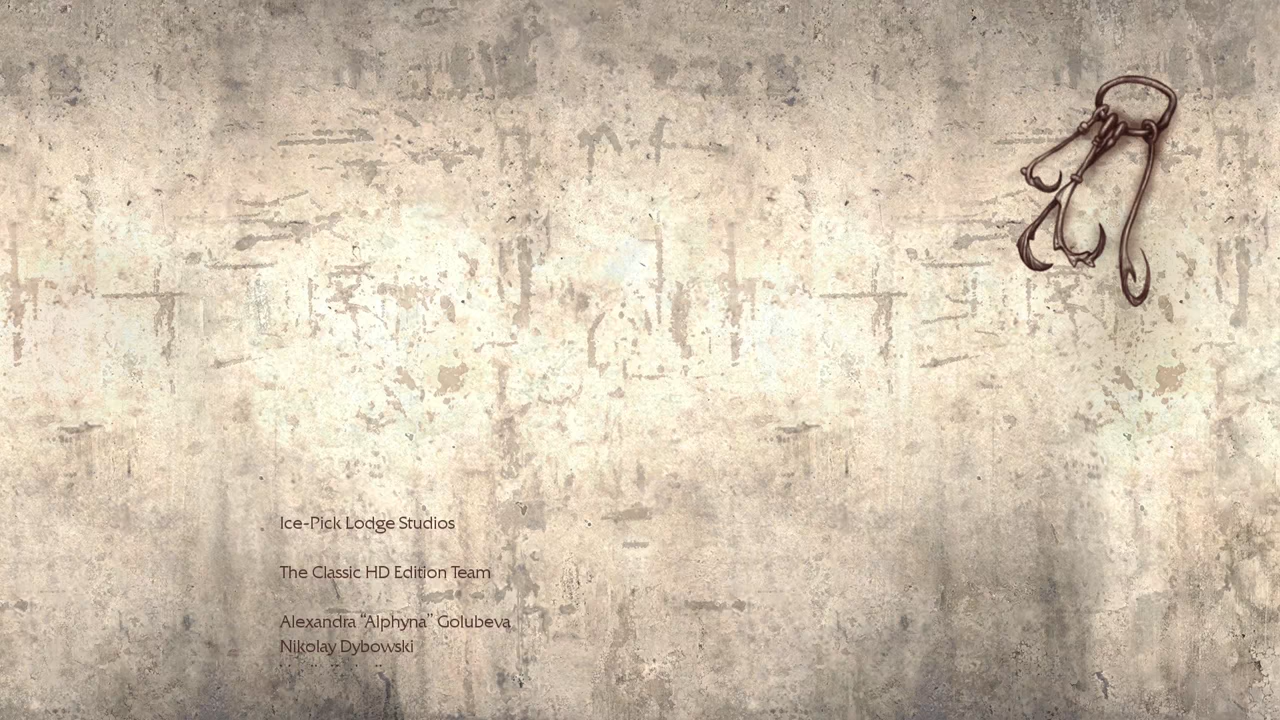 Ice-Pick Lodge Studios
The Classic HD Edition Team
Alexandra “Alphyna” Golubeva
Nikolay Dybowski